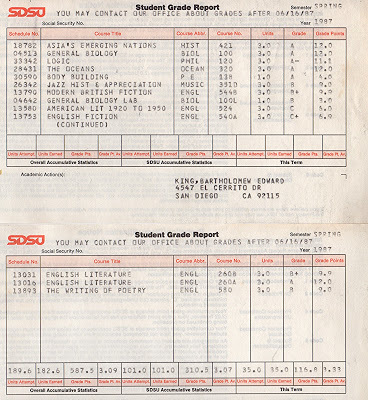 Student Grade Report
SDSU
YOU MAY CONTACT OUR OFFICE ABOUT GRADES AFTER 06/16/87
Semester SPRING
Social Security No.
Year 1987
Schedule No. Course Title Course Abbr. Course No. Units Grade Grade Points
18782 ASIA'S EMERGING NATIONS HIST 421 3.0 A 12.0
04513 GENERAL BIOLOGY BIOL 100 3.0 A 12.0
33342 LOGIC PHIL 120 3.0 A- 11.1
28431 THE OCEANS OCEAN 320 3.0 A 12.0
30590 BODY BUILDING P E 138 1.0 A 4.0
26342 JAZZ HIST & APPRECIATION MUSIC 351D 3.0 B 9.0
13790 MODERN BRITISH FICTION ENGL 544B 3.0 B+ 9.9
04642 GENERAL BIOLOGY LAB BIOL 100L 1.0 B 3.0
13580 AMERICAN LIT 1920 TO 1950 ENGL 524 3.0 C 6.0
13753 ENGLISH FICTION ENGL 540A 3.0 C+ 6.9
(CONTINUED)
Units Attempt. Units Earned Grade Pts. Grade Pt. Av. Units Attempt. Units Earned Grade Pts. Grade Pt. Av. Units Attempt. Units Earned Grade Pts. Grade Pt. Av.
Overall Accumulative Statistics SDSU Accumulative Statistics This Term
Academic Action(s):
KING, BARTHOLOMEW EDWARD
4547 EL CERRITO DR
SAN DIEGO CA 92115
Student Grade Report
SDSU
YOU MAY CONTACT OUR OFFICE ABOUT GRADES AFTER 06/16/87
Semester SPRING
Social Security No.
Year 1987
Schedule No. Course Title Course Abbr. Course No. Units Grade Grade Points
13031 ENGLISH LITERATURE ENGL 260B 3.0 B+ 9.9
13016 ENGLISH LITERATURE ENGL 260A 3.0 A 12.0
13893 THE WRITING OF POETRY ENGL 580 3.0 B 9.0
189.6 182.6 587.5 3.09 101.0 101.0 310.5 3.07 35.0 35.0 116.8 3.33
Units Attempt. Units Earned Grade Pts. Grade Pt. Av. Units Attempt. Units Earned Grade Pts. Grade Pt. Av. Units Attempt. Units Earned Grade Pts. Grade Pt. Av.
Overall Accumulative Statistics SDSU Accumulative Statistics This Term